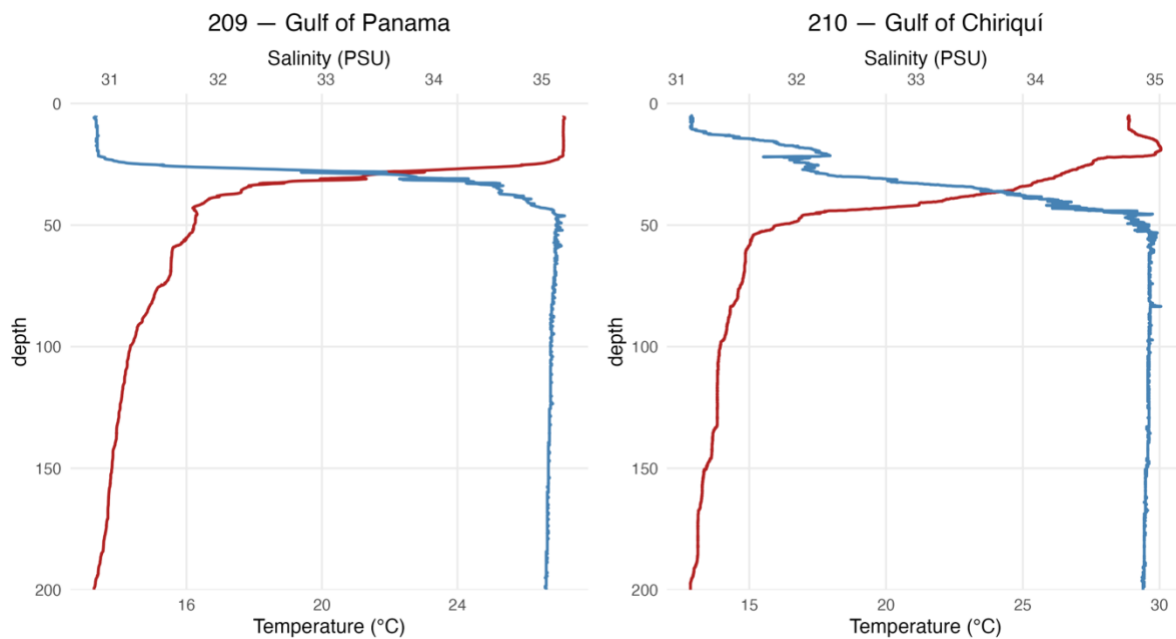 209 — Gulf of Panama
Salinity (PSU)
31 32 33 34 35
0
50
100
150
200
depth
16 20 24
Temperature (°C)
210 — Gulf of Chiriquí
Salinity (PSU)
31 32 33 34 35
0
50
100
150
200
depth
15 20 25 30
Temperature (°C)